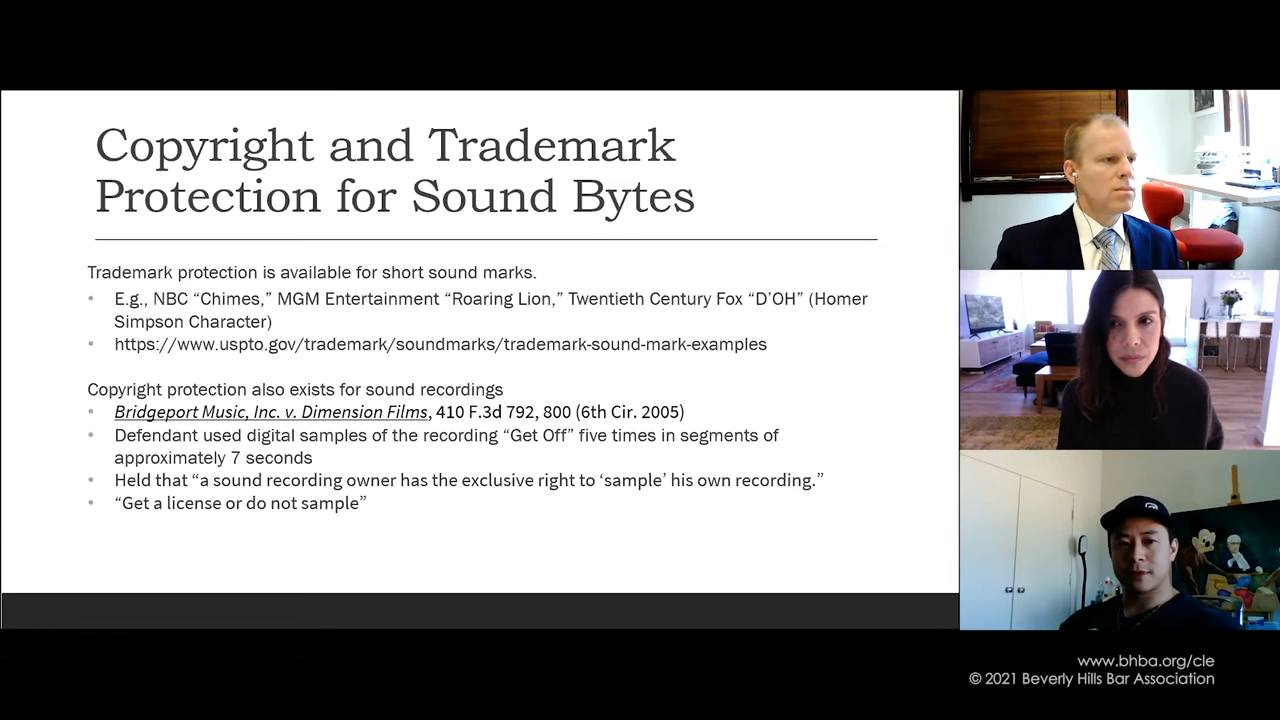 Copyright and Trademark
Protection for Sound Bytes
Trademark protection is available for short sound marks.
• E.g., NBC “Chimes,” MGM Entertainment “Roaring Lion,” Twentieth Century Fox “D’OH” (Homer
Simpson Character)
• https://www.uspto.gov/trademark/soundmarks/trademark-sound-mark-examples
Copyright protection also exists for sound recordings
• Bridgeport Music, Inc. v. Dimension Films, 410 F.3d 792, 800 (6th Cir. 2005)
• Defendant used digital samples of the recording “Get Off” five times in segments of
approximately 7 seconds
• Held that “a sound recording owner has the exclusive right to ‘sample’ his own recording.”
• “Get a license or do not sample”
www.bhba.org/cle
© 2021 Beverly Hills Bar Association